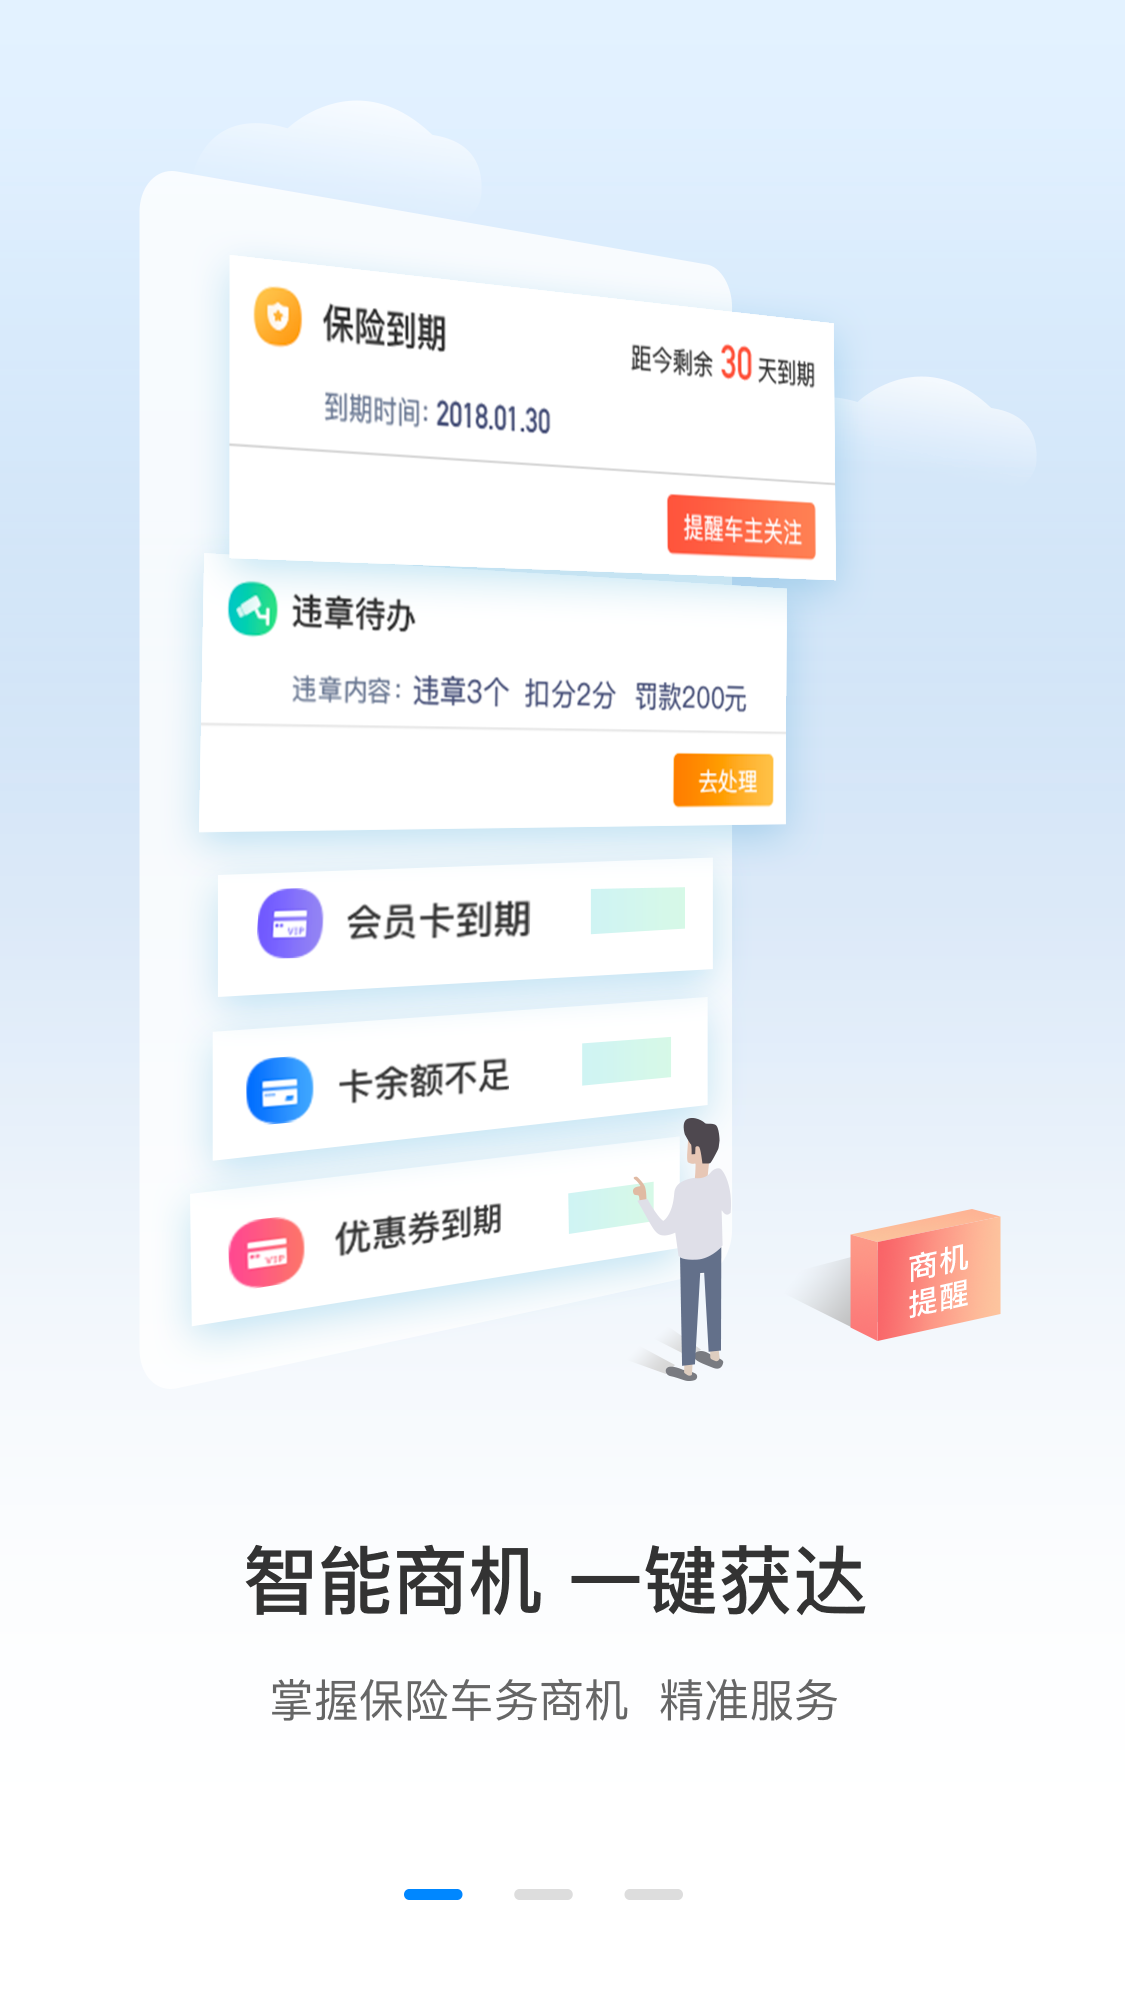 保险到期
距今剩余 30 天到期
到期时间: 2018.01.30
提醒车主关注
违章待办
违章内容: 违章3个 扣分2分 罚款200元
去处理
VIP
会员卡到期
卡余额不足
VIP
优惠券到期
商机
提醒
智能商机 一键获达
掌握保险车务商机 精准服务